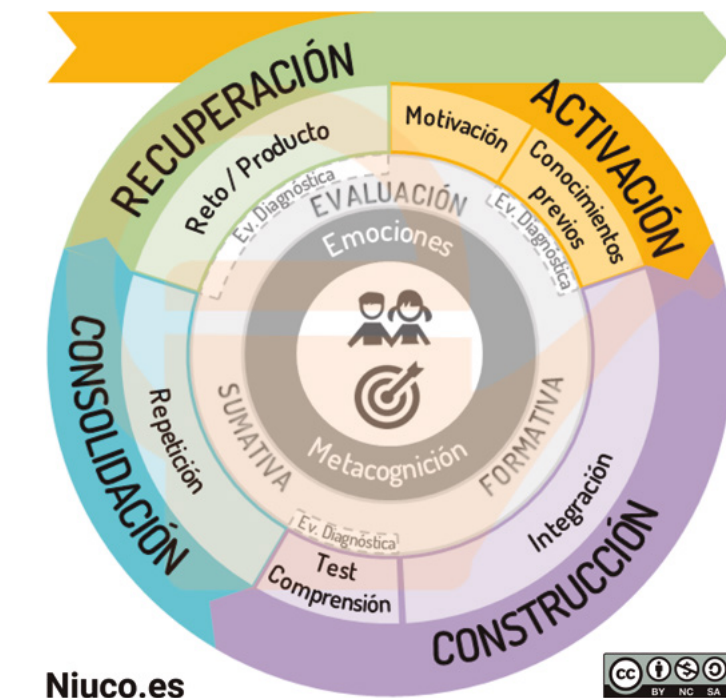 RECUPERACIÓN
ACTIVACIÓN
Reto / Producto
Motivación
Conocimientos
previos
Ev. Diagnóstica
EVALUACIÓN
Ev. Diagnóstica
Emociones
CONSOLIDACIÓN
Repetición
SUMATIVA
FORMATIVA
Metacognición
Integración
Ev. Diagnóstica
Test
Comprensión
CONSTRUCCIÓN
Niuco.es
cc
BY NC SA